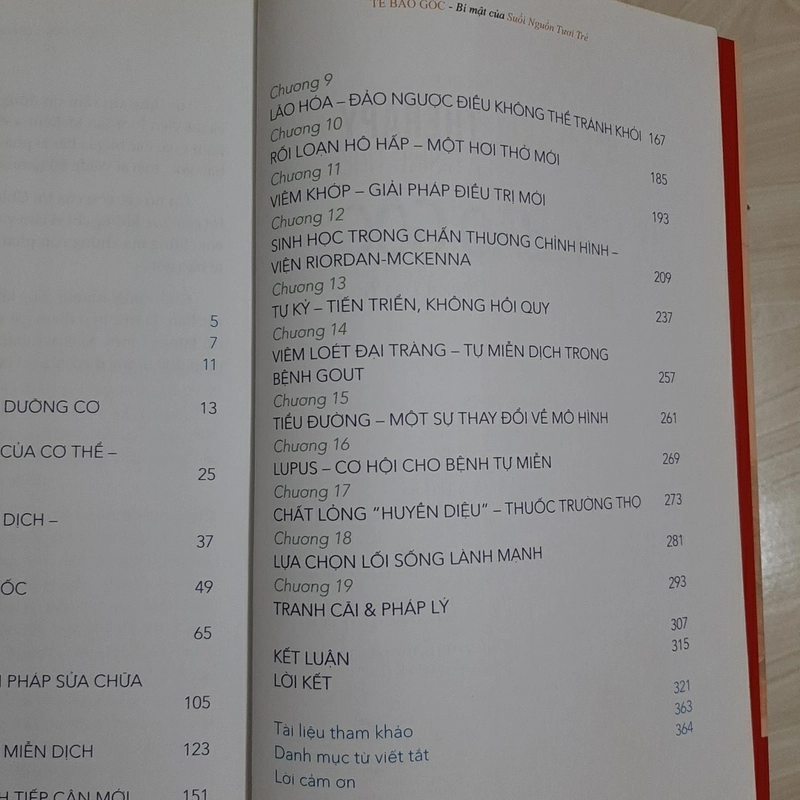 5
7
11
DƯỠNG CƠ 13
CỦA CƠ THỂ –
25
DỊCH –
37
ỐC 49
65
PHÁP SỬA CHỮA
105
MIỄN DỊCH 123
TIẾP CẬN MỚI 151
TẾ BÀO GỐC - Bí mật của Suối Nguồn Tươi Trẻ
Chương 9
LÃO HÓA – ĐẢO NGƯỢC ĐIỀU KHÔNG THỂ TRÁNH KHỎI 167
Chương 10
RỐI LOẠN HÔ HẤP – MỘT HƠI THỞ MỚI 185
Chương 11
VIÊM KHỚP – GIẢI PHÁP ĐIỀU TRỊ MỚI 193
Chương 12
SINH HỌC TRONG CHẤN THƯƠNG CHỈNH HÌNH –
VIỆN RIORDAN-MCKENNA 209
Chương 13
TỰ KỶ – TIẾN TRIỂN, KHÔNG HỒI QUY 237
Chương 14
VIÊM LOÉT ĐẠI TRÀNG – TỰ MIỄN DỊCH TRONG
BỆNH GOUT 257
Chương 15
TIỂU ĐƯỜNG – MỘT SỰ THAY ĐỔI VỀ MÔ HÌNH 261
Chương 16
LUPUS – CƠ HỘI CHO BỆNH TỰ MIỄN 269
Chương 17
CHẤT LỎNG “HUYỀN DIỆU” – THUỐC TRƯỜNG THỌ 273
Chương 18
LỰA CHỌN LỐI SỐNG LÀNH MẠNH 281
Chương 19
TRANH CÃI & PHÁP LÝ 293
KẾT LUẬN 307
LỜI KẾT 315
Tài liệu tham khảo 321
Danh mục từ viết tắt 363
Lời cảm ơn 364